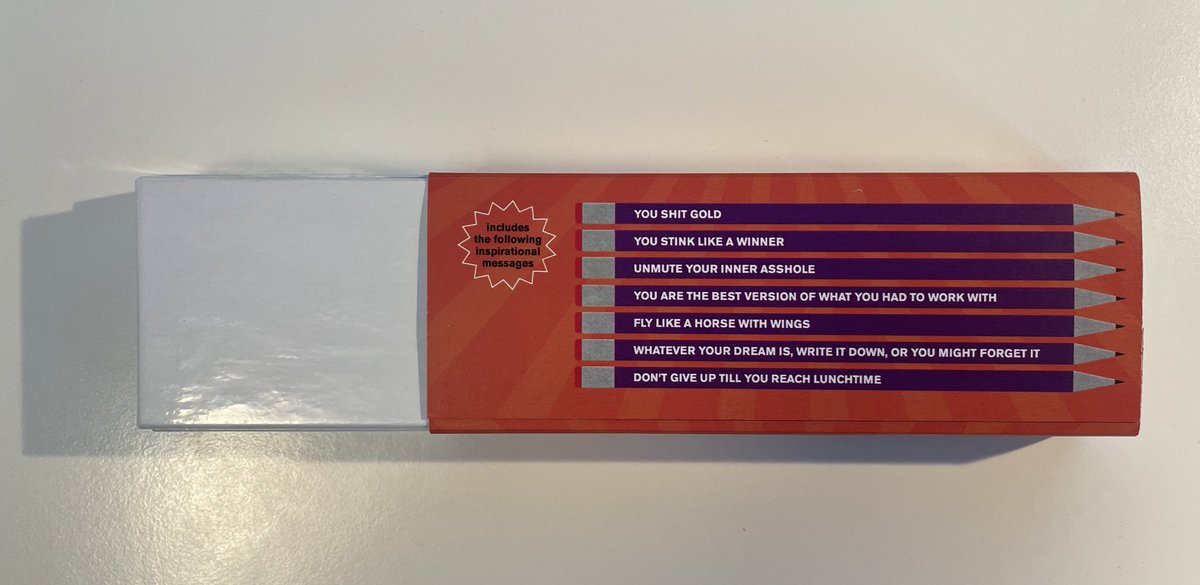 includes
the following
inspirational
messages
YOU SHIT GOLD
YOU STINK LIKE A WINNER
UNMUTE YOUR INNER ASSHOLE
YOU ARE THE BEST VERSION OF WHAT YOU HAD TO WORK WITH
FLY LIKE A HORSE WITH WINGS
WHATEVER YOUR DREAM IS, WRITE IT DOWN, OR YOU MIGHT FORGET IT
DON'T GIVE UP TILL YOU REACH LUNCHTIME